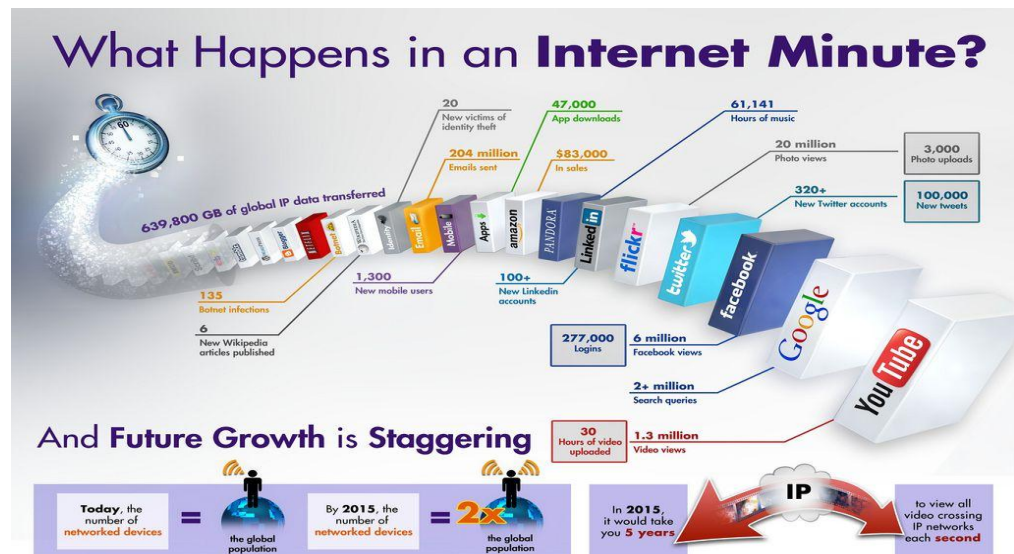 What Happens in an Internet Minute?
60
639,800 GB of global IP data transferred
20
New victims of
identity theft
47,000
App downloads
61,141
Hours of music
204 million
Emails sent
$83,000
In sales
20 million
Photo views
3,000
Photo uploads
320+
New Twitter accounts
100,000
New tweets
Botnet
Identity
Email
Mobile
Apps
amazon
PANDORA
Linked in
flickr
twitter
facebook
Google
You Tube
135
Botnet infections
6
New Wikipedia
articles published
1,300
New mobile users
100+
New Linkedin
accounts
277,000
Logins
6 million
Facebook views
2+ million
Search queries
30
Hours of video
uploaded
1.3 million
Video views
And Future Growth is Staggering
Today, the
number of
networked devices
=
the global
population
By 2015, the
number of
networked devices
= 2x
the global
population
In 2015,
it would take
you 5 years
IP
to view all
video crossing
IP networks
each second